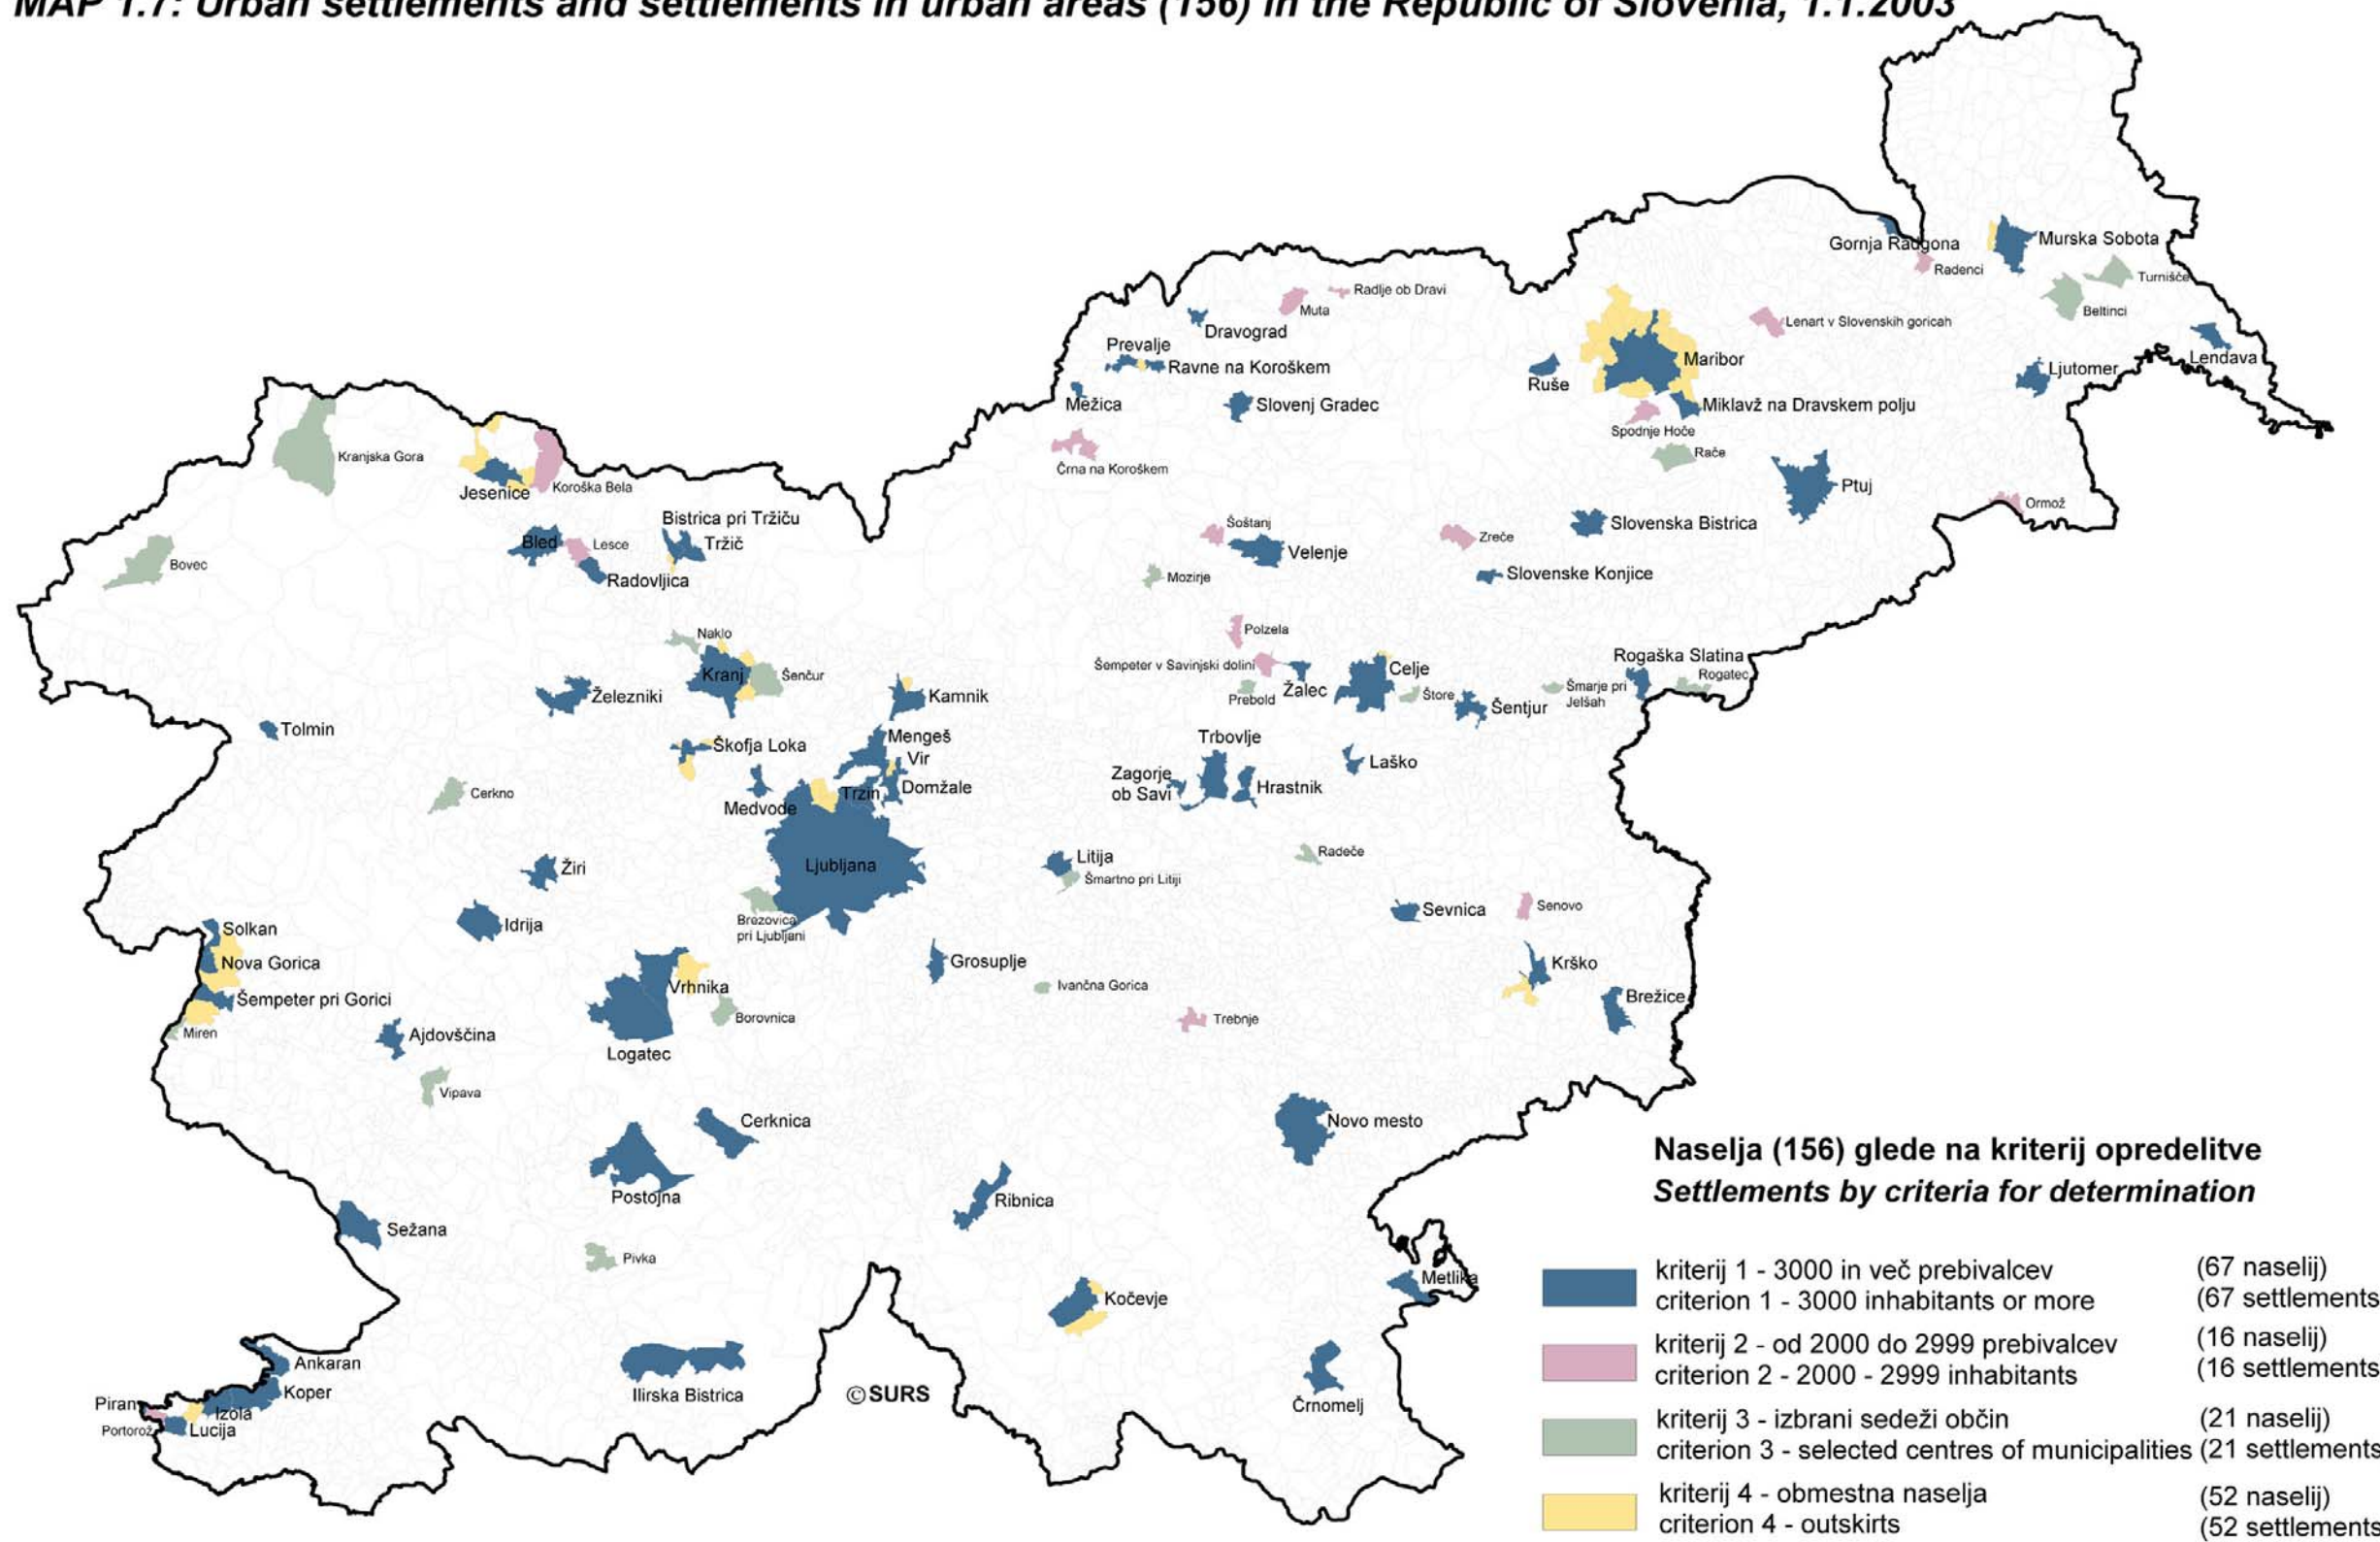 MAP 1.7: Urban settlements and settlements in urban areas (156) in the Republic of Slovenia, 1.1.2003
Gornja Radgona
Murska Sobota
Radenci
Turnišče
Beltinci
Radlje ob Dravi
Muta
Dravograd
Lenart v Slovenskih goricah
Prevalje
Ravne na Koroškem
Maribor
Lendava
Ljutomer
Ruše
Mežica
Slovenj Gradec
Miklavž na Dravskem polju
Spodnje Hoče
Rače
Kranjska Gora
Črna na Koroškem
Jesenice
Koroška Bela
Ptuj
Ormož
Bistrica pri Tržiču
Tržič
Šoštanj
Slovenska Bistrica
Bled
Lesce
Velenje
Zreče
Bovec
Radovljica
Mozirje
Slovenske Konjice
Naklo
Polzela
Kranj
Šenčur
Šempeter v Savinjski dolini
Celje
Rogaška Slatina
Rogatec
Železniki
Kamnik
Prebold
Žalec
Štore
Šentjur
Šmarje pri
Jelšah
Tolmin
Škofja Loka
Mengeš
Vir
Trbovlje
Laško
Cerkno
Medvode
Trzin
Domžale
Zagorje
ob Savi
Hrastnik
Žiri
Ljubljana
Litija
Šmartno pri Litiji
Radeče
Idrija
Brezovica
pri Ljubljani
Sevnica
Senovo
Solkan
Nova Gorica
Grosuplje
Krško
Šempeter pri Gorici
Vrhnika
Ivančna Gorica
Brežice
Miren
Borovnica
Trebnje
Ajdovščina
Logatec
Vipava
Cerknica
Novo mesto
Postojna
Ribnica
Sežana
Pivka
Kočevje
Metlika
Ankaran
Koper
Piran
Izola
Portorož
Lucija
Ilirska Bistrica
©SURS
Črnomelj
Naselja (156) glede na kriterij opredelitve
Settlements by criteria for determination
kriterij 1 - 3000 in več prebivalcev (67 naselij)
criterion 1 - 3000 inhabitants or more (67 settlements
kriterij 2 - od 2000 do 2999 prebivalcev (16 naselij)
criterion 2 - 2000 - 2999 inhabitants (16 settlements
kriterij 3 - izbrani sedeži občin (21 naselij)
criterion 3 - selected centres of municipalities (21 settlements
kriterij 4 - obmestna naselja (52 naselij)
criterion 4 - outskirts (52 settlements